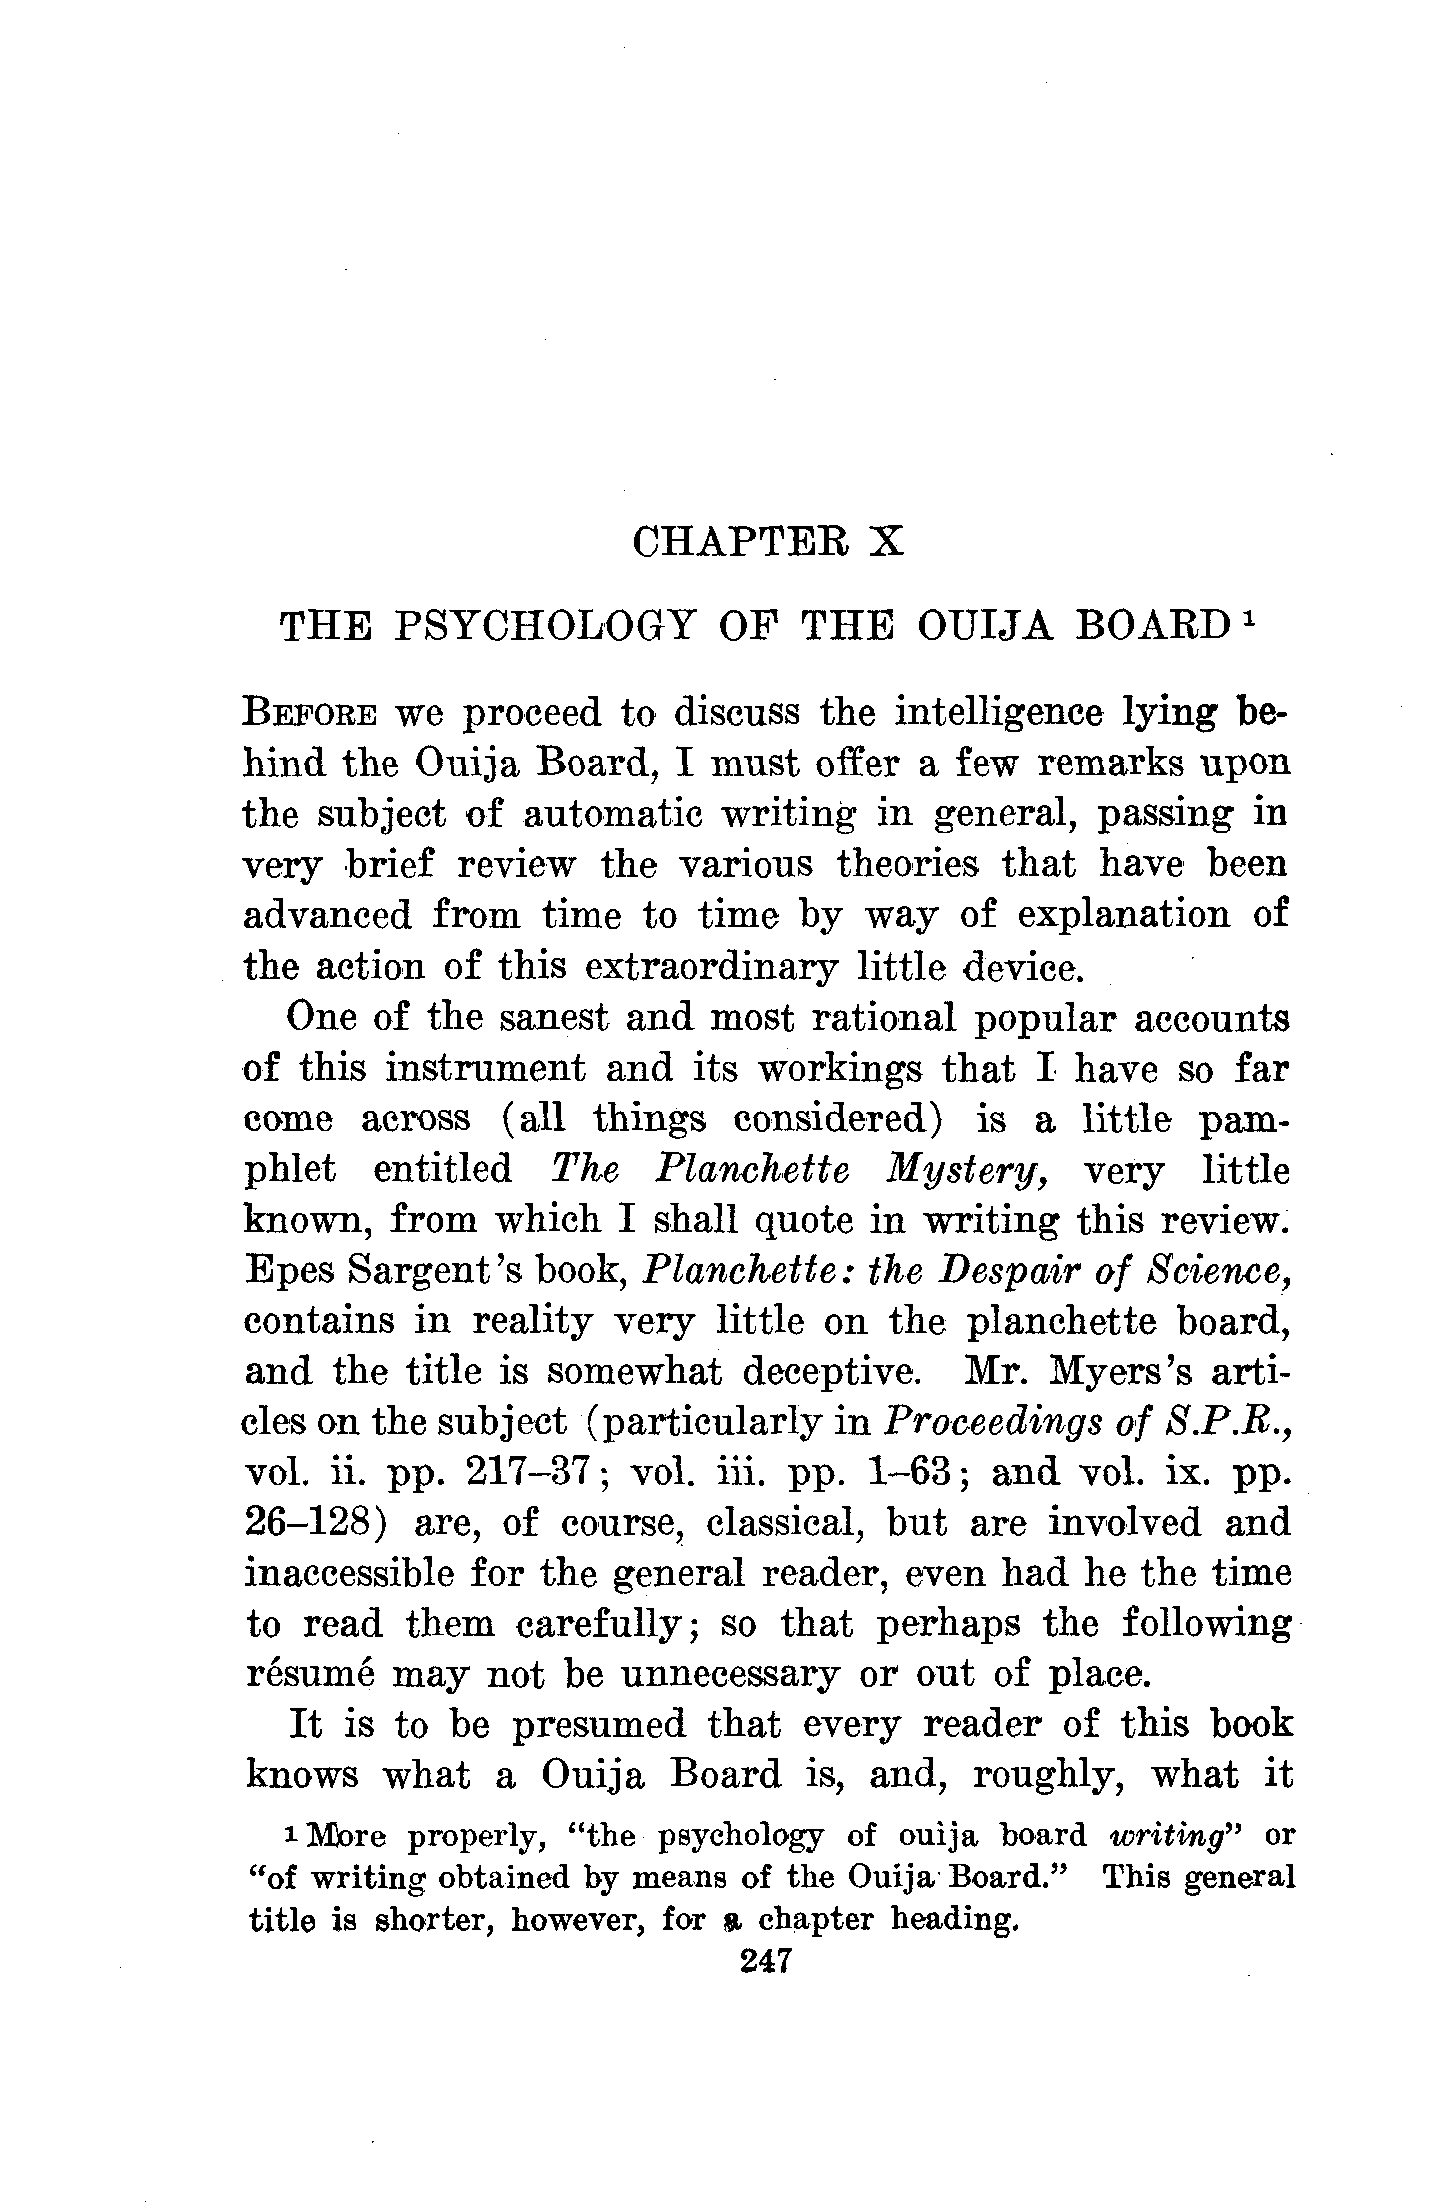 CHAPTER X
THE PSYCHOLOGY OF THE OUIJA BOARD 1
BEFORE we proceed to discuss the intelligence lying be-
hind the Ouija Board, I must offer a few remarks upon
the subject of automatic writing in general, passing in
very brief review the various theories that have been
advanced from time to time by way of explanation of
the action of this extraordinary little device.
One of the sanest and most rational popular accounts
of this instrument and its workings that I have so far
come across (all things considered) is a little pam-
phlet entitled The Planchette Mystery, very little
known, from which I shall quote in writing this review.
Epes Sargent's book, Planchette: the Despair of Science,
contains in reality very little on the planchette board,
and the title is somewhat deceptive. Mr. Myers's arti-
cles on the subject (particularly in Proceedings of S.P.R.,
vol. ii. pp. 217–37; vol. iii. pp. 1–63; and vol. ix. pp.
26–128) are, of course, classical, but are involved and
inaccessible for the general reader, even had he the time
to read them carefully; so that perhaps the following
résumé may not be unnecessary or out of place.
It is to be presumed that every reader of this book
knows what a Ouija Board is, and, roughly, what it
1 More properly, "the psychology of ouija board writing" or
"of writing obtained by means of the Ouija Board." This general
title is shorter, however, for a chapter heading.
247